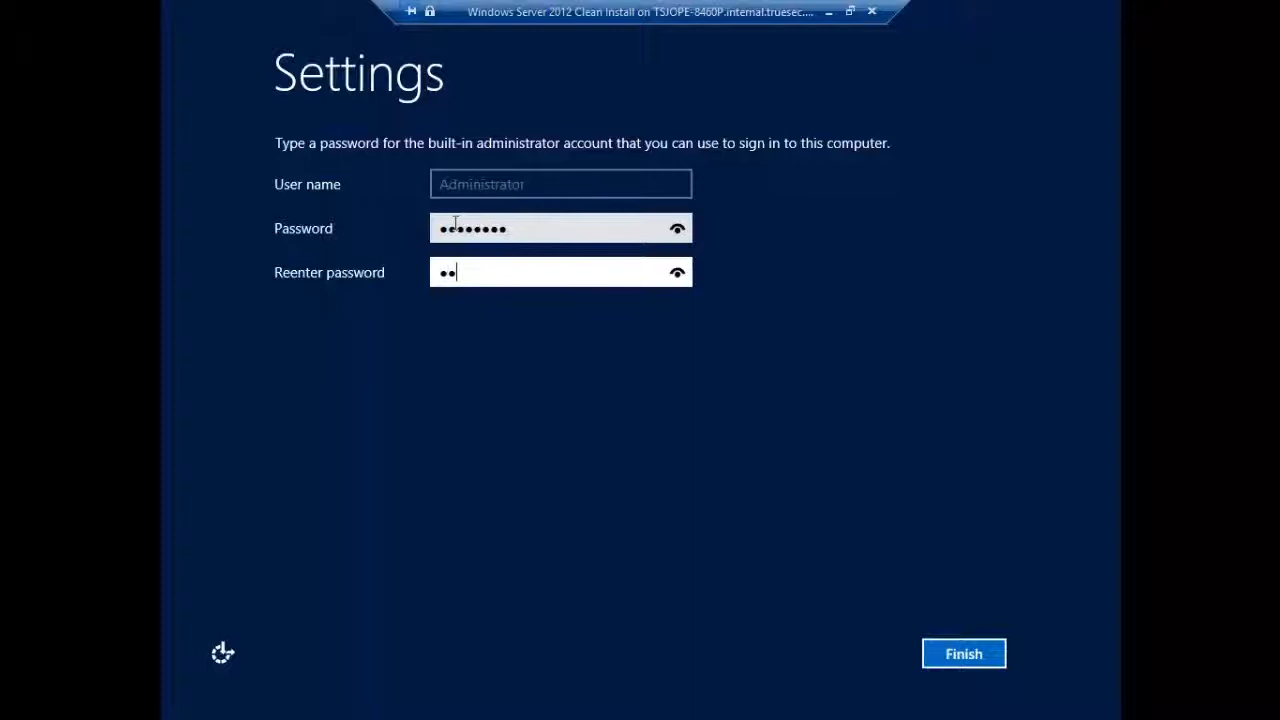 Windows Server 2012 Clean Install on TSJOPE-8460P.internal.truesec....
Settings
Type a password for the built-in administrator account that you can use to sign in to this computer.
User name
Administrator
Password
••••••••
Reenter password
••
Finish